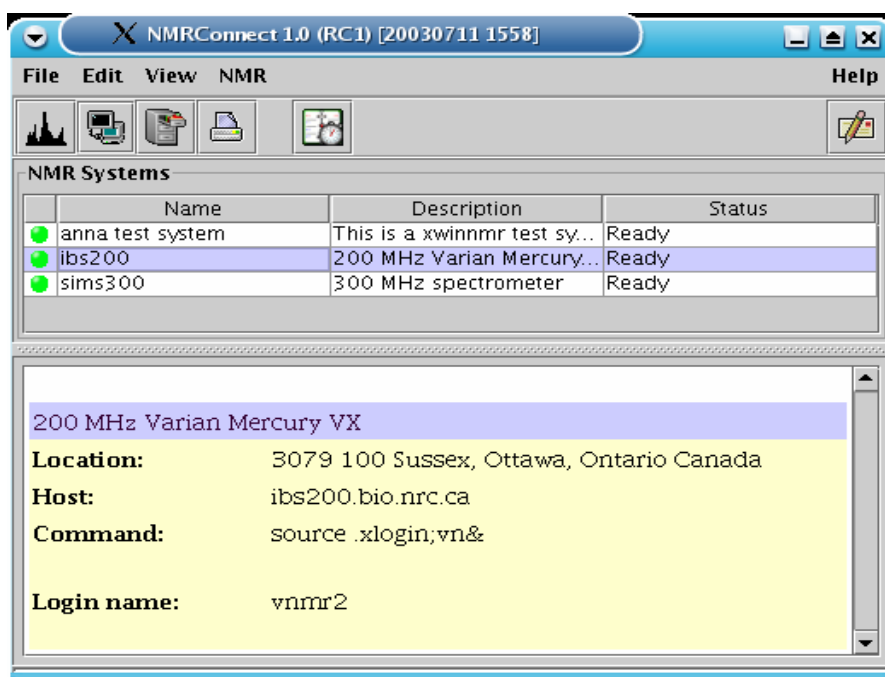 NMRConnect 1.0 (RC1) [20030711 1558]
File Edit View NMR Help
NMR Systems
Name Description Status
anna test system This is a xwinnmr test sy... Ready
ibs200 200 MHz Varian Mercury... Ready
sims300 300 MHz spectrometer Ready
200 MHz Varian Mercury VX
Location: 3079 100 Sussex, Ottawa, Ontario Canada
Host: ibs200.bio.nrc.ca
Command: source .xlogin;vn&
Login name: vnmr2